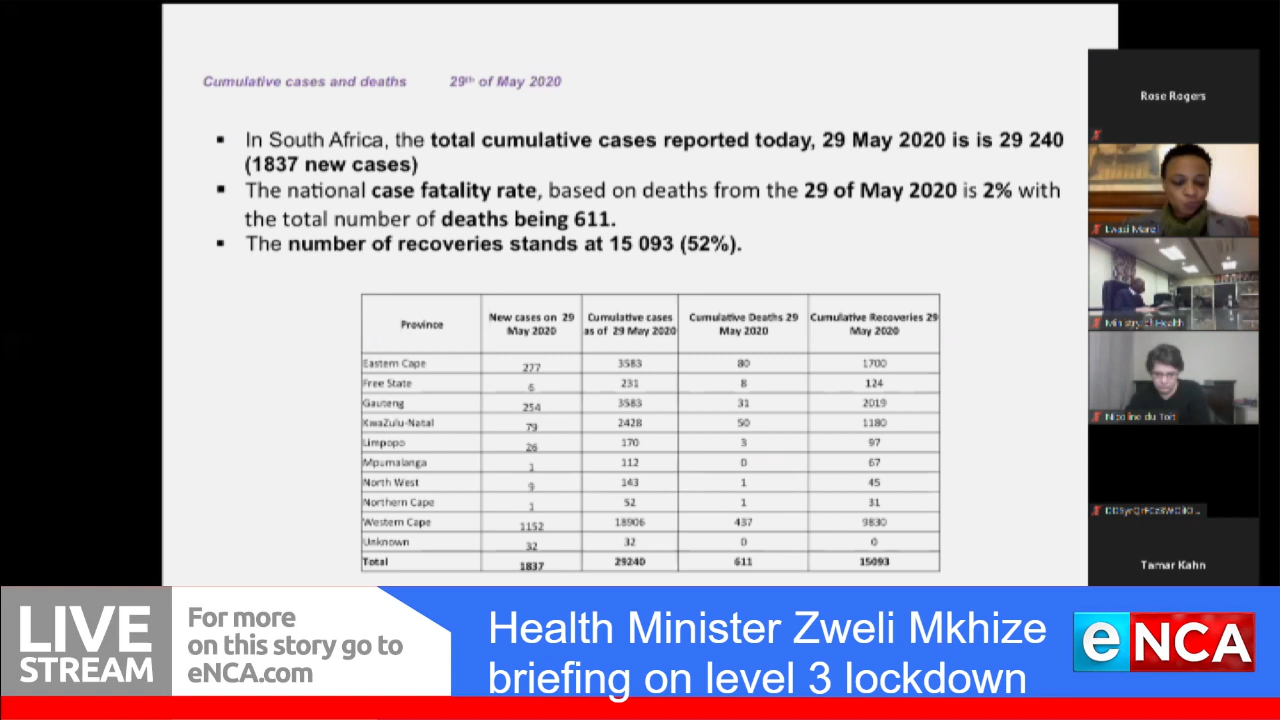 Cumulative cases and deaths 29th of May 2020
Rose Rogers
▪ In South Africa, the total cumulative cases reported today, 29 May 2020 is is 29 240
(1837 new cases)
▪ The national case fatality rate, based on deaths from the 29 of May 2020 is 2% with
the total number of deaths being 611.
▪ The number of recoveries stands at 15 093 (52%).
Province New cases on 29 May 2020 Cumulative cases as of 29 May 2020 Cumulative Deaths 29 May 2020 Cumulative Recoveries 29 May 2020
Eastern Cape 277 3583 80 1700
Free State 6 231 8 124
Gauteng 254 3583 31 2019
KwaZulu-Natal 79 2428 50 1180
Limpopo 26 170 3 97
Mpumalanga 1 112 0 67
North West 9 143 1 45
Northern Cape 1 52 1 31
Western Cape 1152 18906 437 9830
Unknown 32 32 0 0
Total 1837 29240 611 15093
Ministry of Health
Nicoline du Toit
Tamar Kahn
LIVE
STREAM
For more
on this story go to
eNCA.com
Health Minister Zweli Mkhize
briefing on level 3 lockdown
eNCA